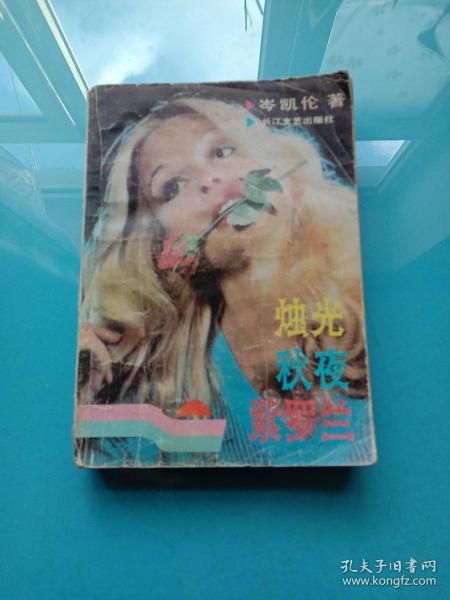 岑凯伦 著
长江文艺出版社
烛光
秋夜
紫罗兰
孔夫子旧书网
www.kongfz.com